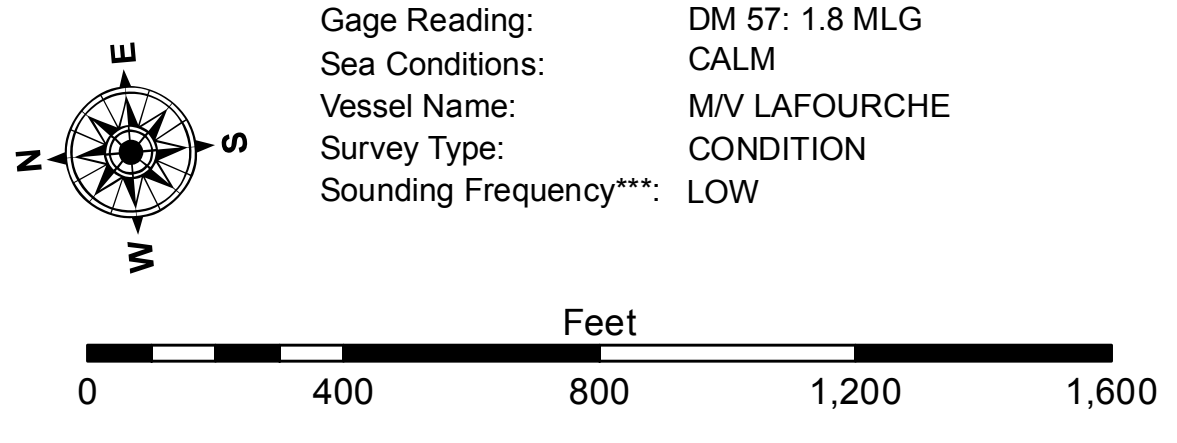 E
N
S
W
Gage Reading: DM 57: 1.8 MLG
Sea Conditions: CALM
Vessel Name: M/V LAFOURCHE
Survey Type: CONDITION
Sounding Frequency***: LOW
Feet
0 400 800 1,200 1,600